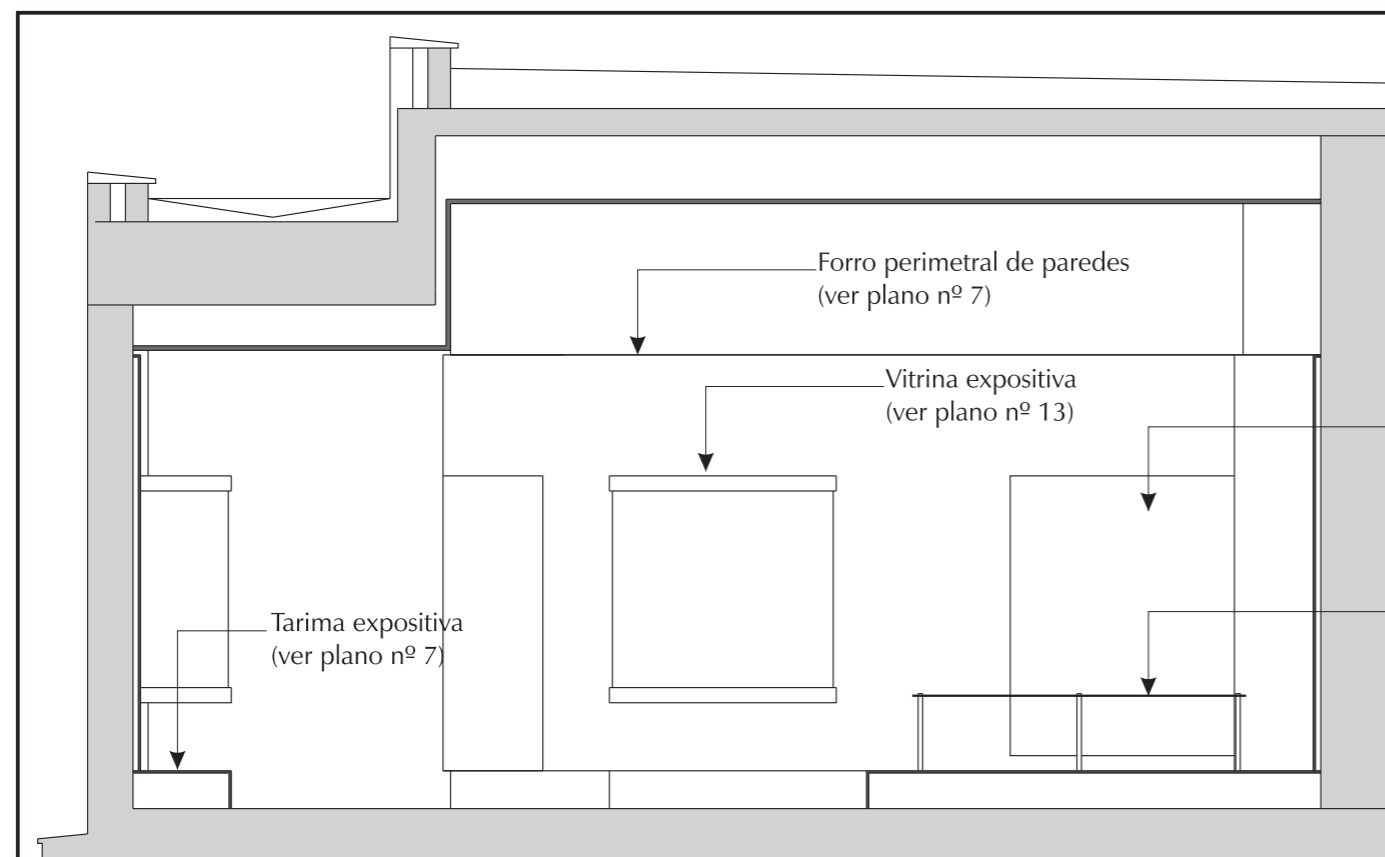 Forro perimetral de paredes
(ver plano nº 7)
Vitrina expositiva
(ver plano nº 13)
Tarima expositiva
(ver plano nº 7)